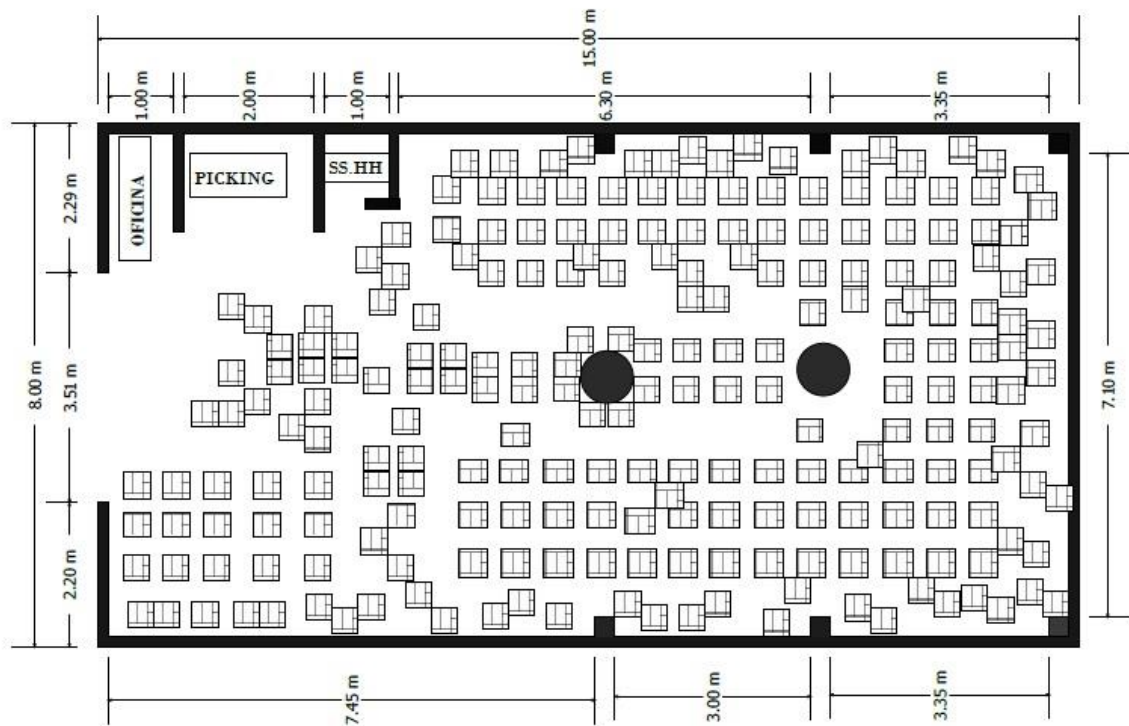 15.00 m
1.00 m
2.00 m
1.00 m
6.30 m
3.35 m
2.29 m
OFICINA
PICKING
SS.HH
8.00 m
3.51 m
7.10 m
2.20 m
7.45 m
3.00 m
3.35 m